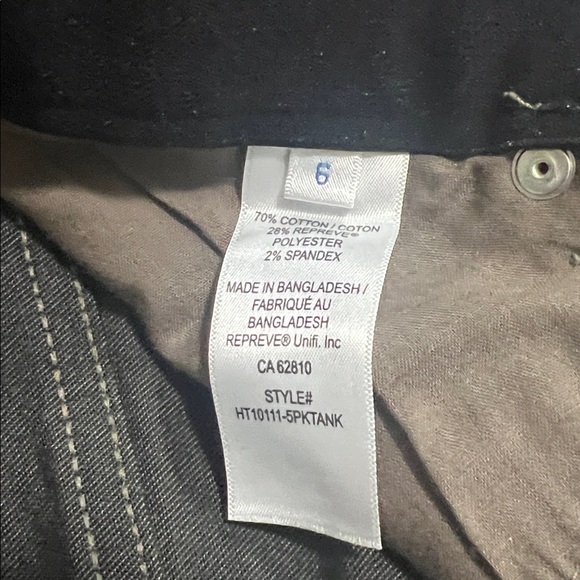 6
70% COTTON / COTON
28% REPREVE®
POLYESTER
2% SPANDEX
MADE IN BANGLADESH /
FABRIQUÉ AU
BANGLADESH
REPREVE® Unifi. Inc
CA 62810
STYLE#
HT10111-5PKTANK